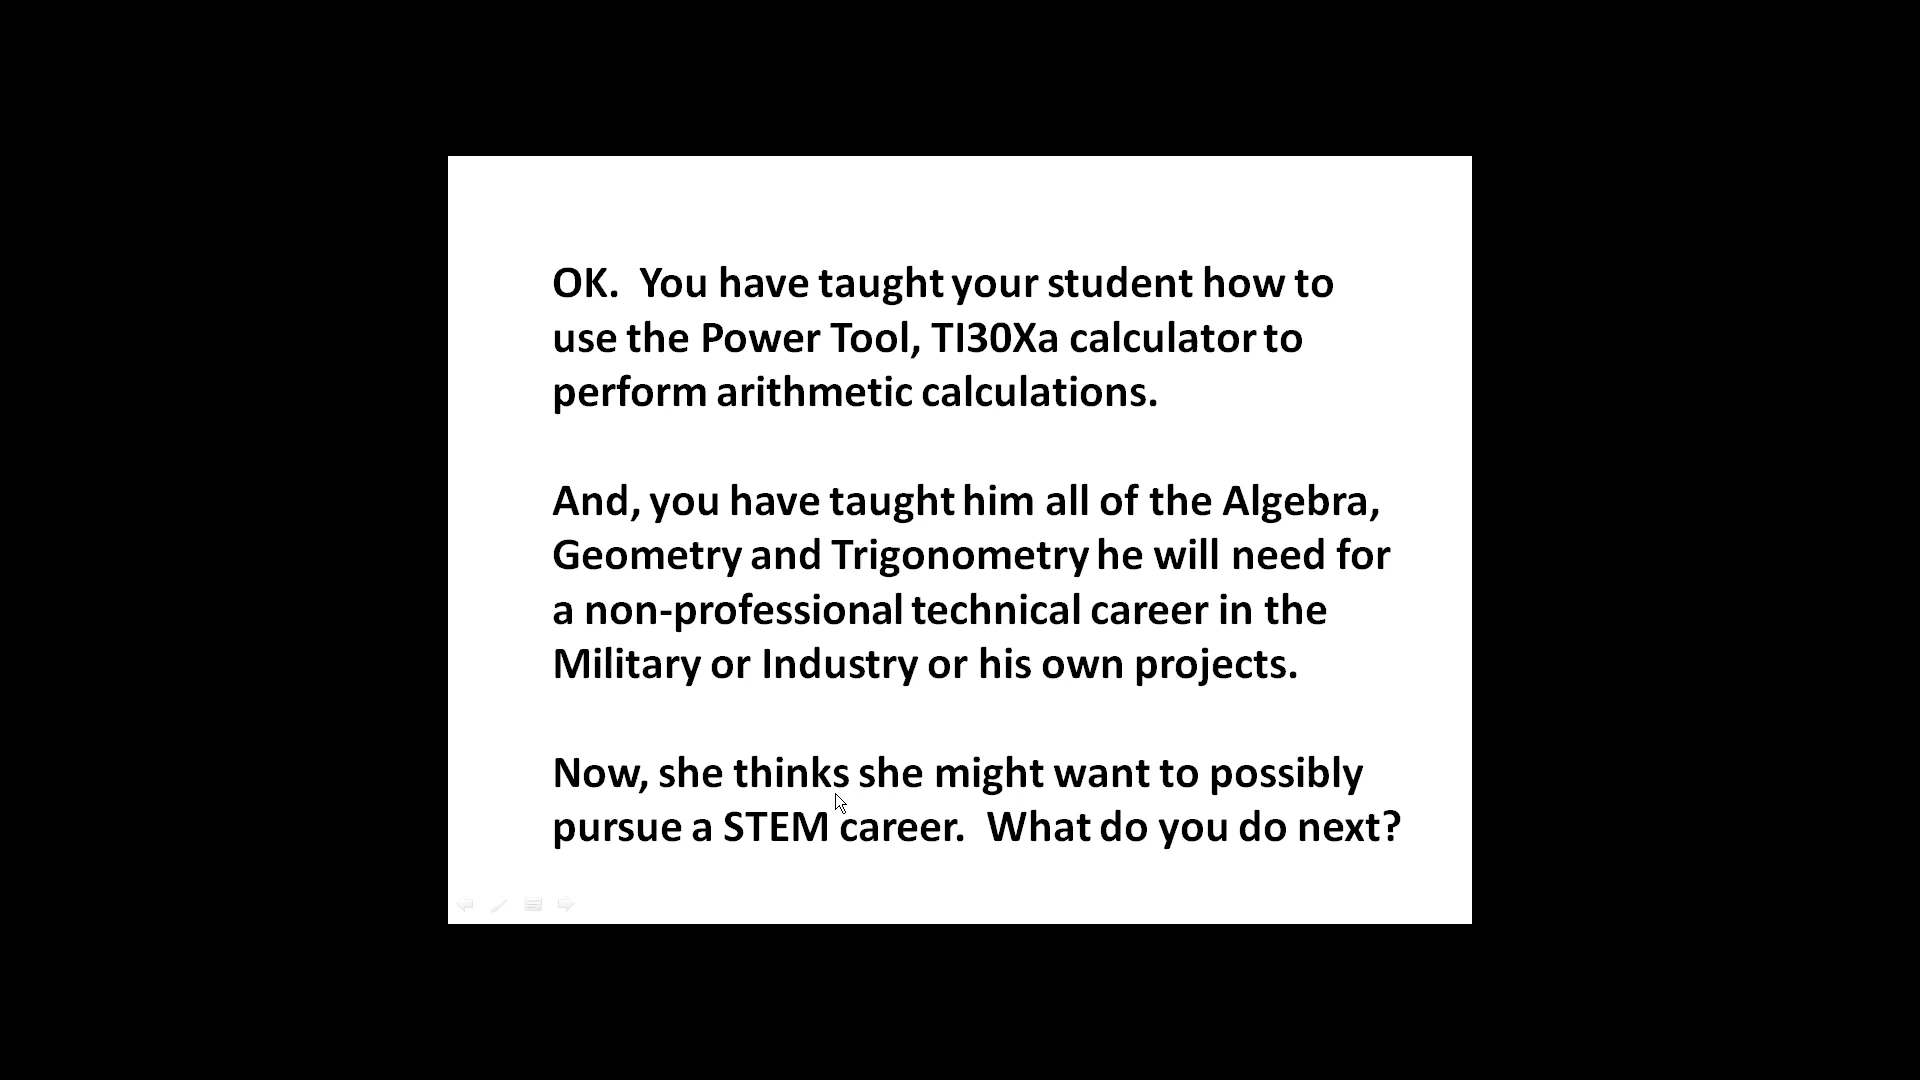 OK.  You have taught your student how to
use the Power Tool, TI30Xa calculator to
perform arithmetic calculations.
And, you have taught him all of the Algebra,
Geometry and Trigonometry he will need for
a non-professional technical career in the
Military or Industry or his own projects.
Now, she thinks she might want to possibly
pursue a STEM career.  What do you do next?